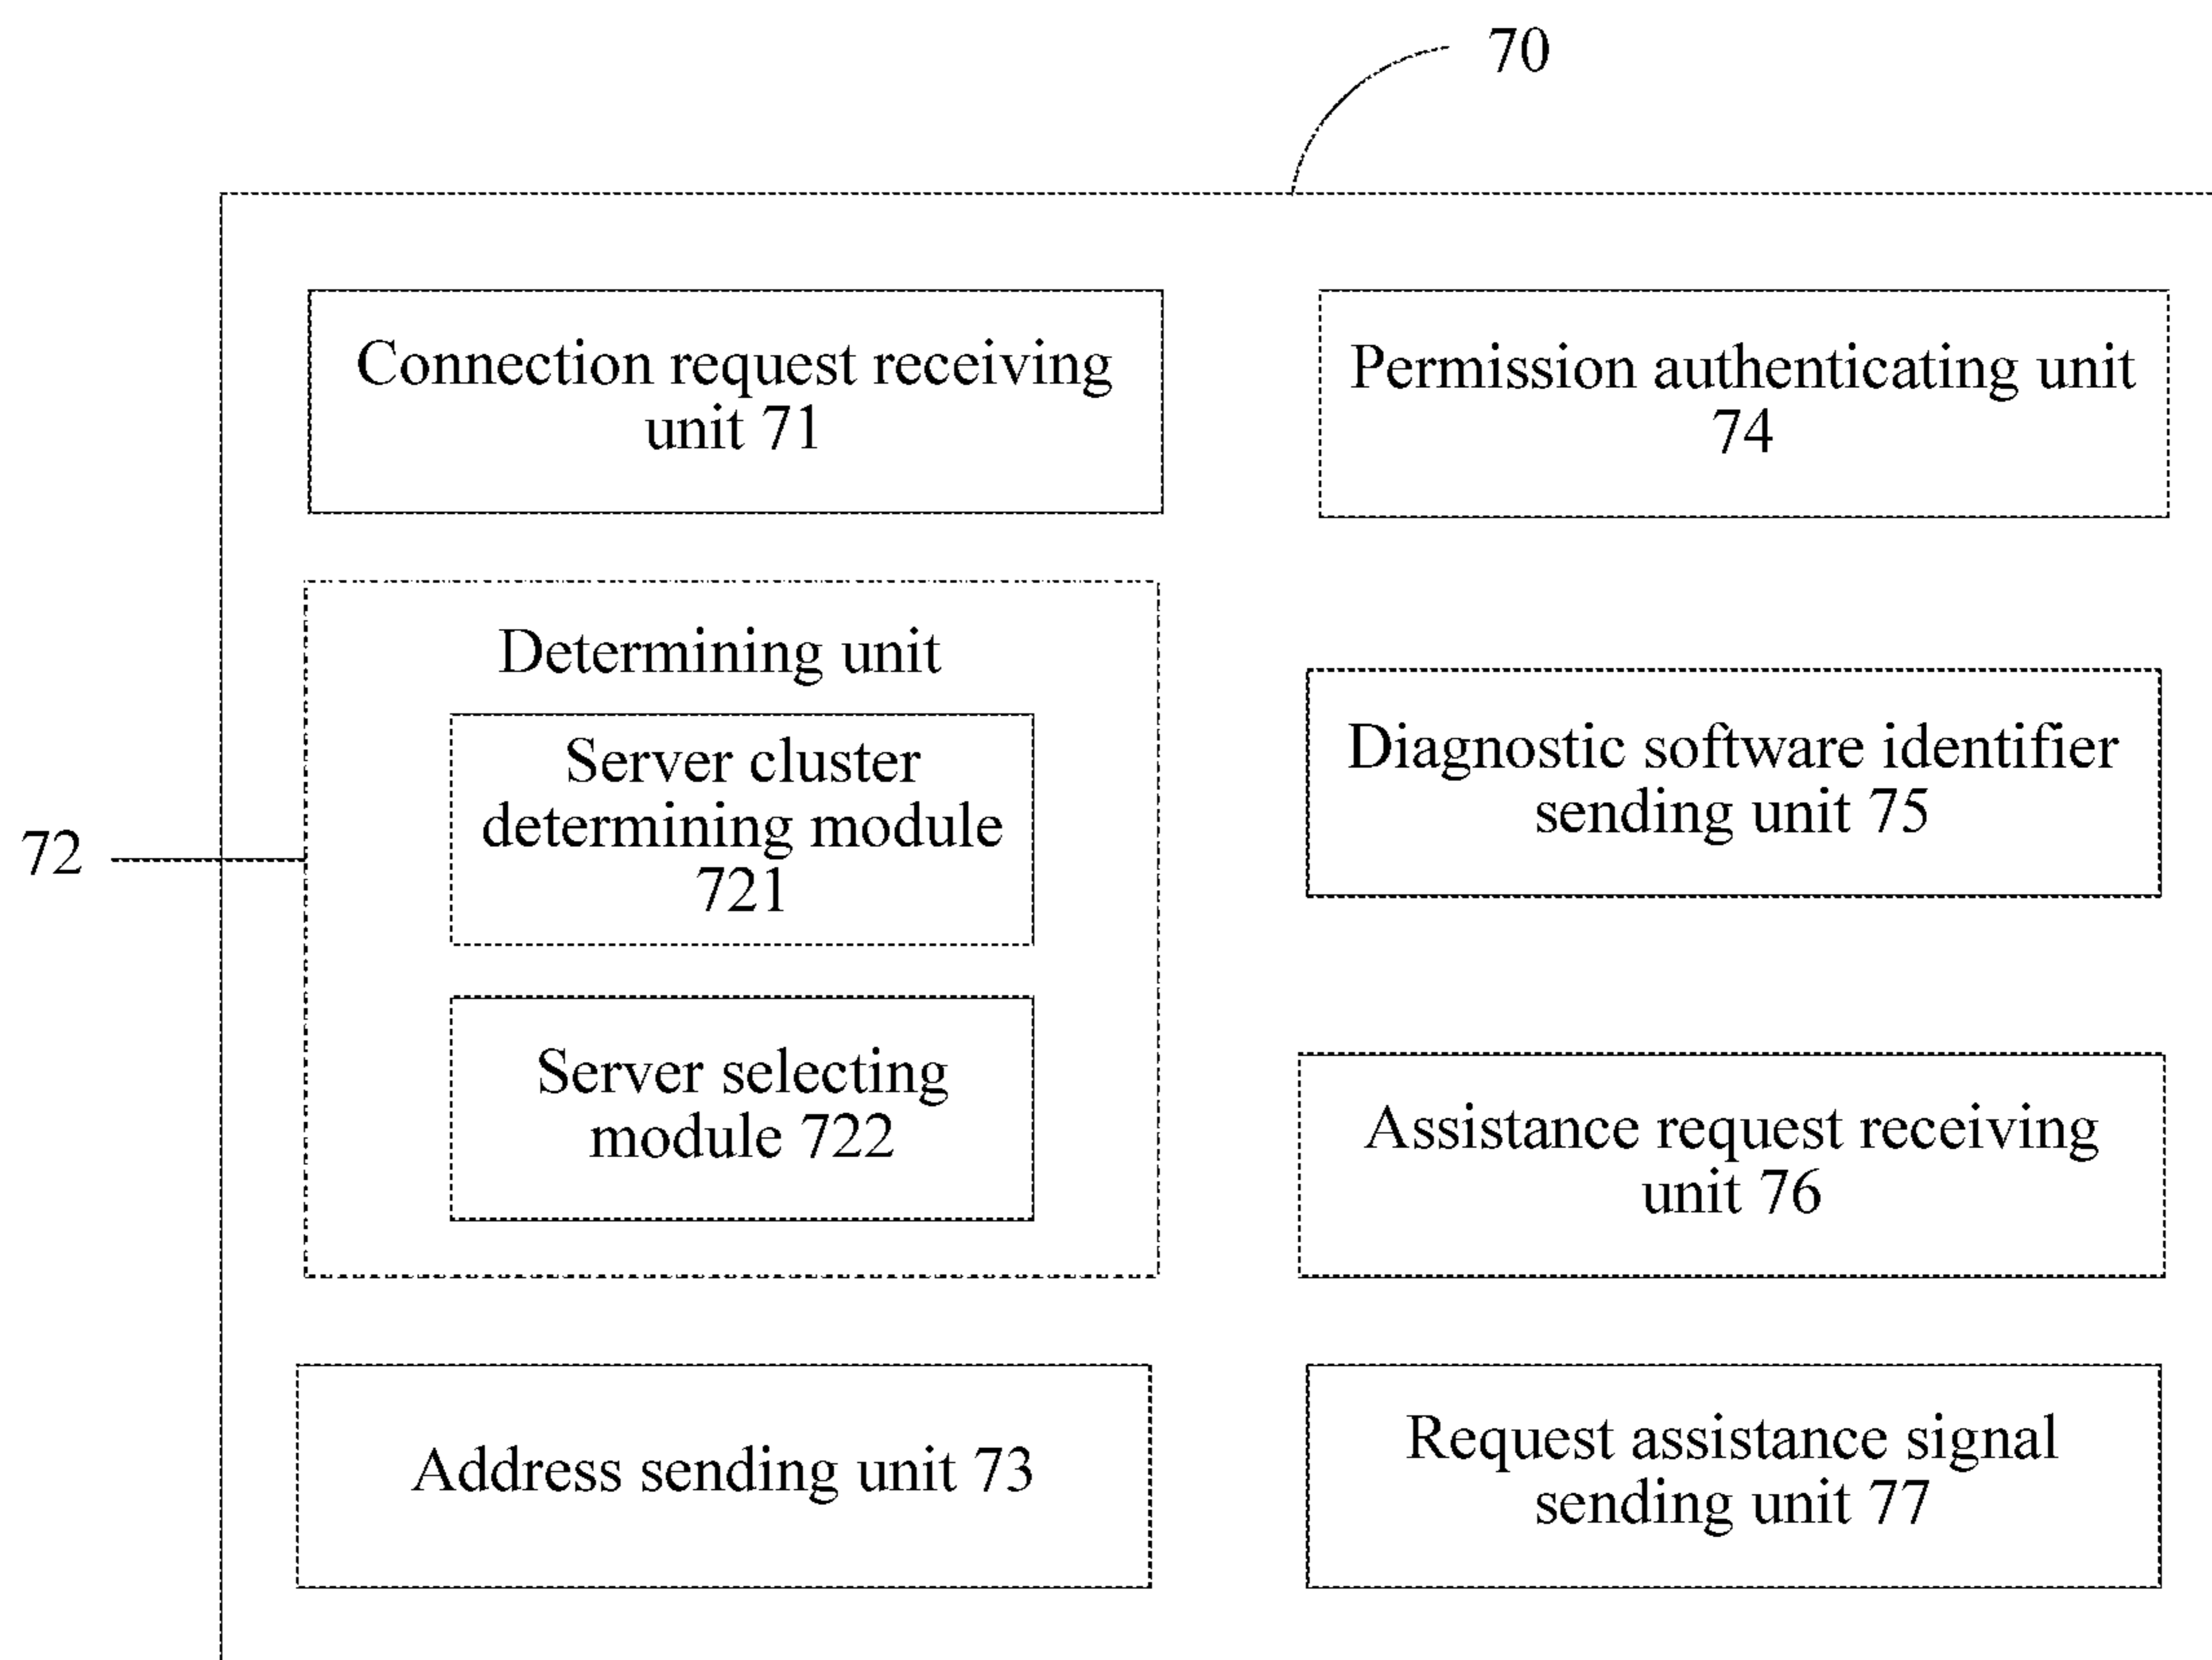 70
Connection request receiving
unit 71
Permission authenticating unit
74
72
Determining unit
Server cluster
determining module
721
Server selecting
module 722
Diagnostic software identifier
sending unit 75
Assistance request receiving
unit 76
Address sending unit 73
Request assistance signal
sending unit 77